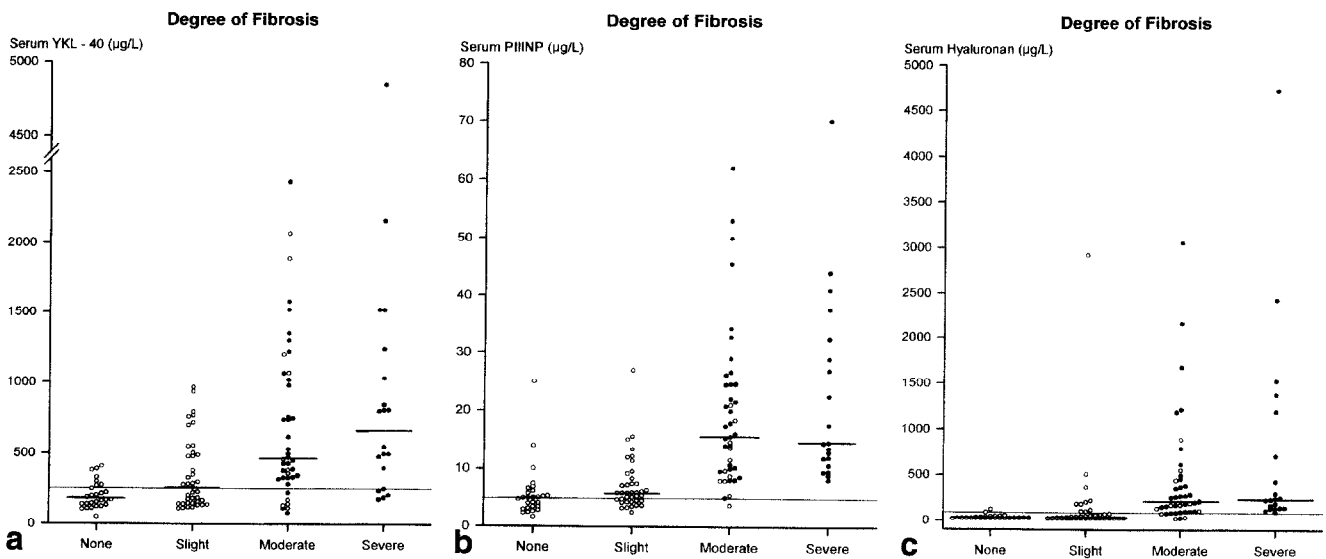 Degree of Fibrosis
Serum YKL - 40 (µg/L)
5000
4500
2500
2000
1500
1000
500
0
None Slight Moderate Severe
a
Degree of Fibrosis
Serum PIIINP (µg/L)
80
70
60
50
40
30
20
10
0
None Slight Moderate Severe
b
Degree of Fibrosis
Serum Hyaluronan (µg/L)
5000
4500
4000
3500
3000
2500
2000
1500
1000
500
0
None Slight Moderate Severe
c